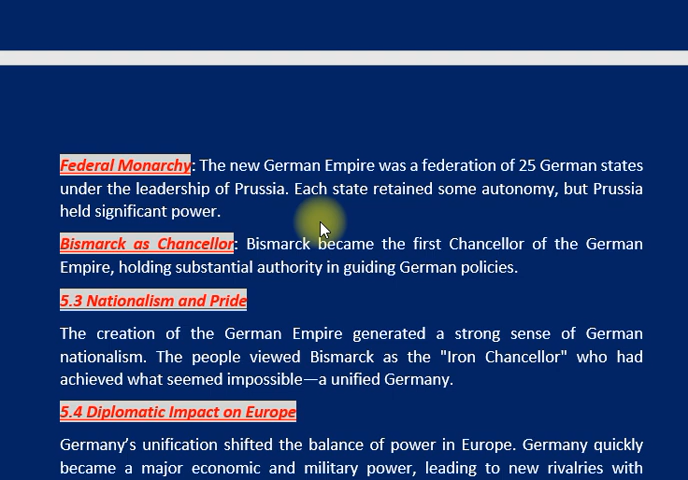 Federal Monarchy: The new German Empire was a federation of 25 German states
under the leadership of Prussia. Each state retained some autonomy, but Prussia
held significant power.
Bismarck as Chancellor: Bismarck became the first Chancellor of the German
Empire, holding substantial authority in guiding German policies.
5.3 Nationalism and Pride
The creation of the German Empire generated a strong sense of German
nationalism. The people viewed Bismarck as the "Iron Chancellor" who had
achieved what seemed impossible—a unified Germany.
5.4 Diplomatic Impact on Europe
Germany’s unification shifted the balance of power in Europe. Germany quickly
became a major economic and military power, leading to new rivalries with